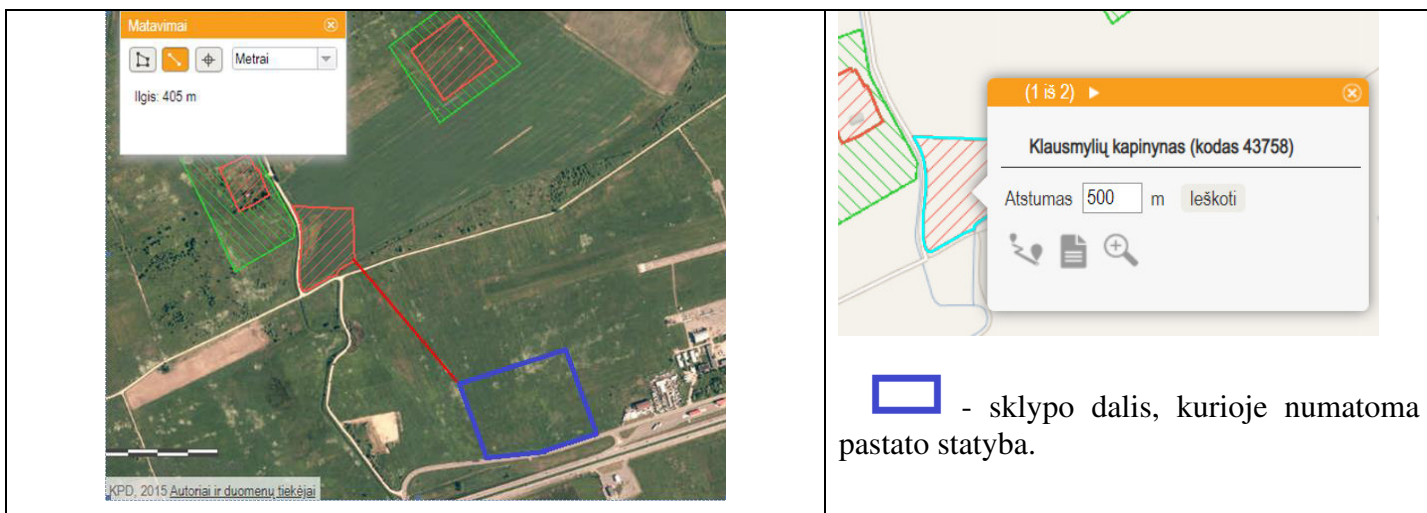 Matavimai
Metrai
Ilgis: 405 m
KPD, 2015 Autoriai ir duomenų tiekėjai
(1 iš 2)
Klausmylių kapinynas (kodas 43758)
Atstumas 500 m Ieškoti
- sklypo dalis, kurioje numatoma
pastato statyba.